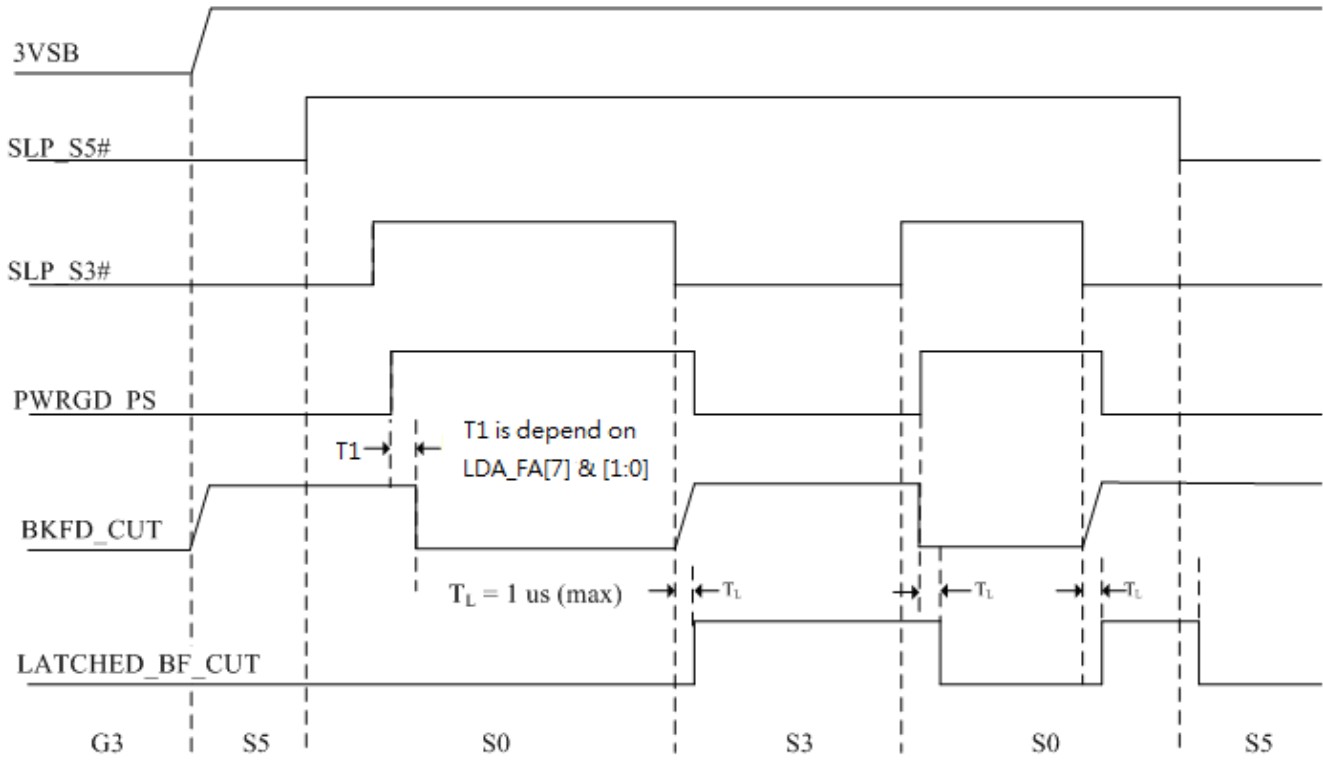 3VSB
SLP_S5#
SLP_S3#
PWRGD_PS
T1
T1 is depend on
LDA_FA[7] & [1:0]
BKFD_CUT
TL = 1 us (max)
TL
TL
TL
LATCHED_BF_CUT
G3
S5
S0
S3
S0
S5